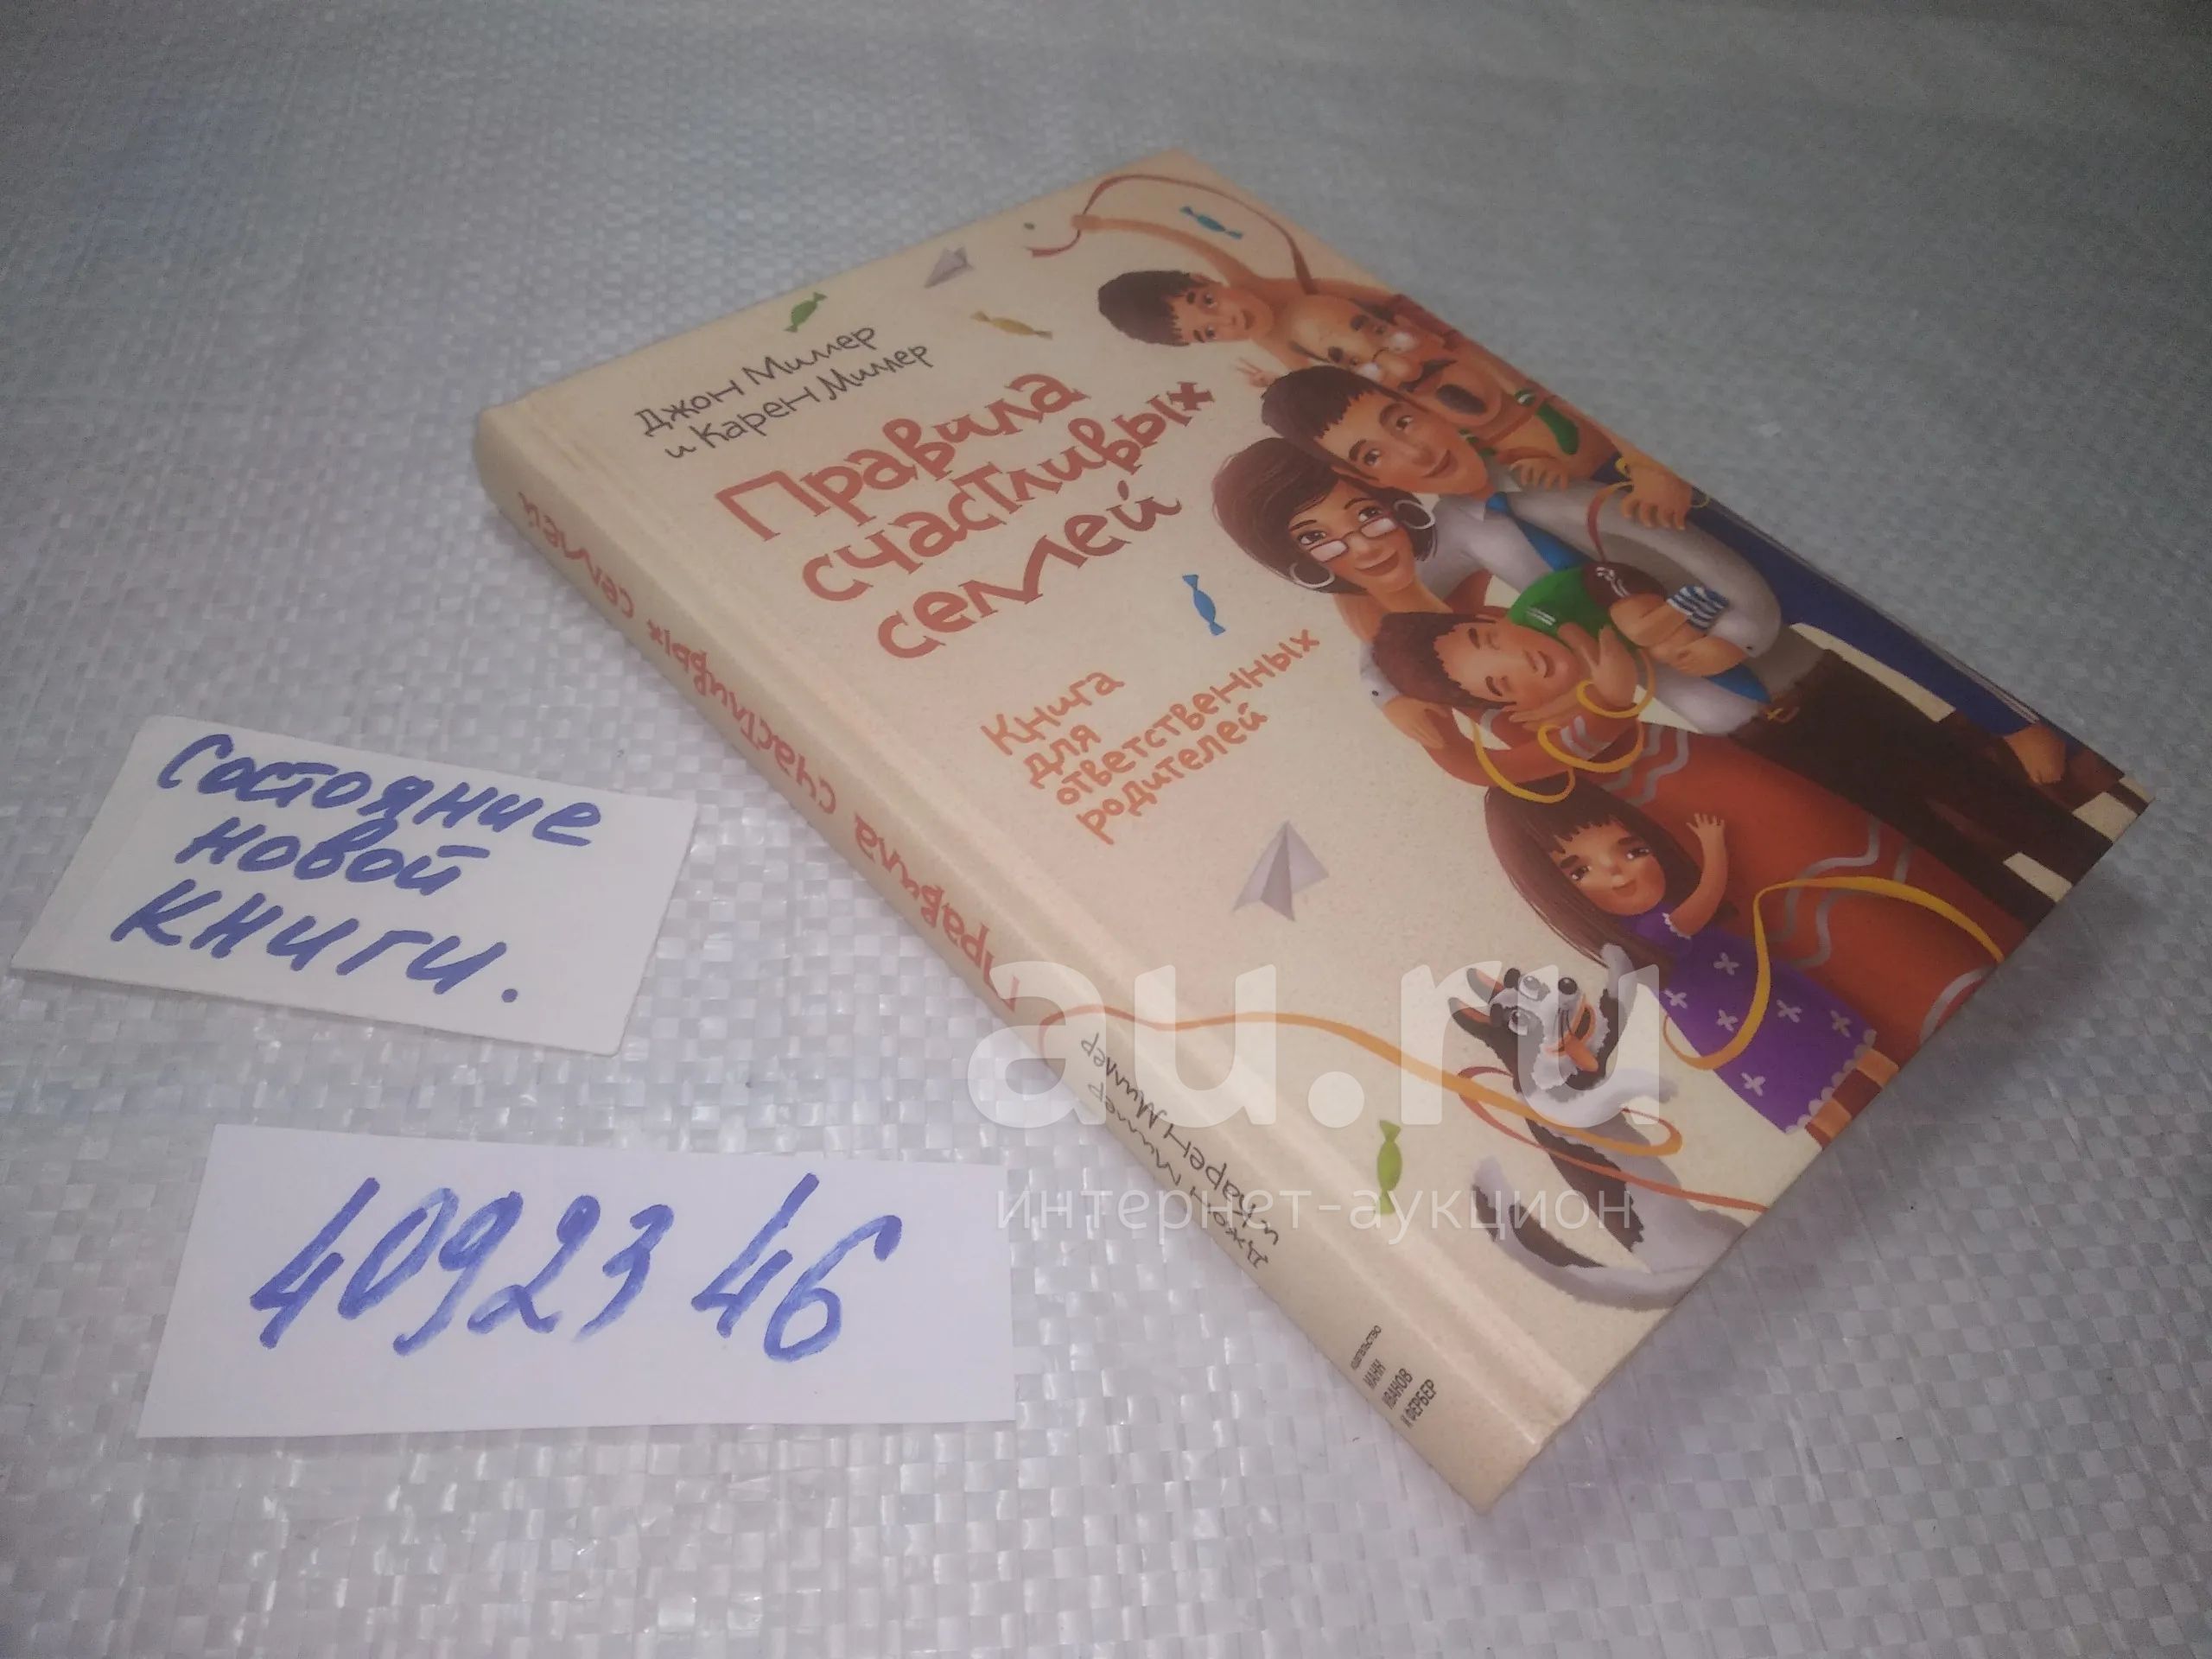 Джон Миллер
и Карен Миллер
Правила
счастливых
семей
Книга
для
ответственных
родителей
Правила счастливых семей
Джон Миллер
и Карен Миллер
издательство
МАНН
ИВАНОВ
И ФЕРБЕР
Состояние
новой
книги.
4092346
au.ru
интернет-аукцион